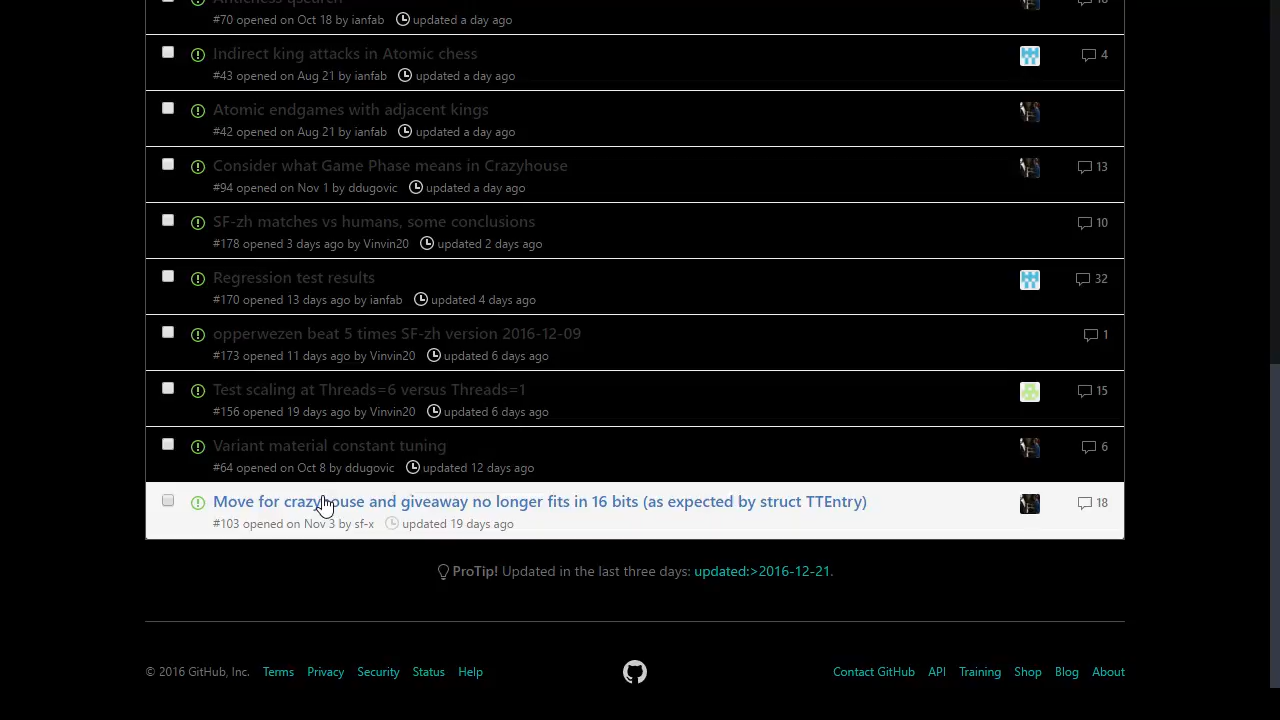 Antichess qsearch
#70 opened on Oct 18 by ianfab updated a day ago
Indirect king attacks in Atomic chess 4
#43 opened on Aug 21 by ianfab updated a day ago
Atomic endgames with adjacent kings
#42 opened on Aug 21 by ianfab updated a day ago
Consider what Game Phase means in Crazyhouse 13
#94 opened on Nov 1 by ddugovic updated a day ago
SF-zh matches vs humans, some conclusions 10
#178 opened 3 days ago by Vinvin20 updated 2 days ago
Regression test results 32
#170 opened 13 days ago by ianfab updated 4 days ago
opperwezen beat 5 times SF-zh version 2016-12-09 1
#173 opened 11 days ago by Vinvin20 updated 6 days ago
Test scaling at Threads=6 versus Threads=1 15
#156 opened 19 days ago by Vinvin20 updated 6 days ago
Variant material constant tuning 6
#64 opened on Oct 8 by ddugovic updated 12 days ago
Move for crazyhouse and giveaway no longer fits in 16 bits (as expected by struct TTEntry) 18
#103 opened on Nov 3 by sf-x updated 19 days ago
ProTip! Updated in the last three days: updated:>2016-12-21.
© 2016 GitHub, Inc. Terms Privacy Security Status Help Contact GitHub API Training Shop Blog About